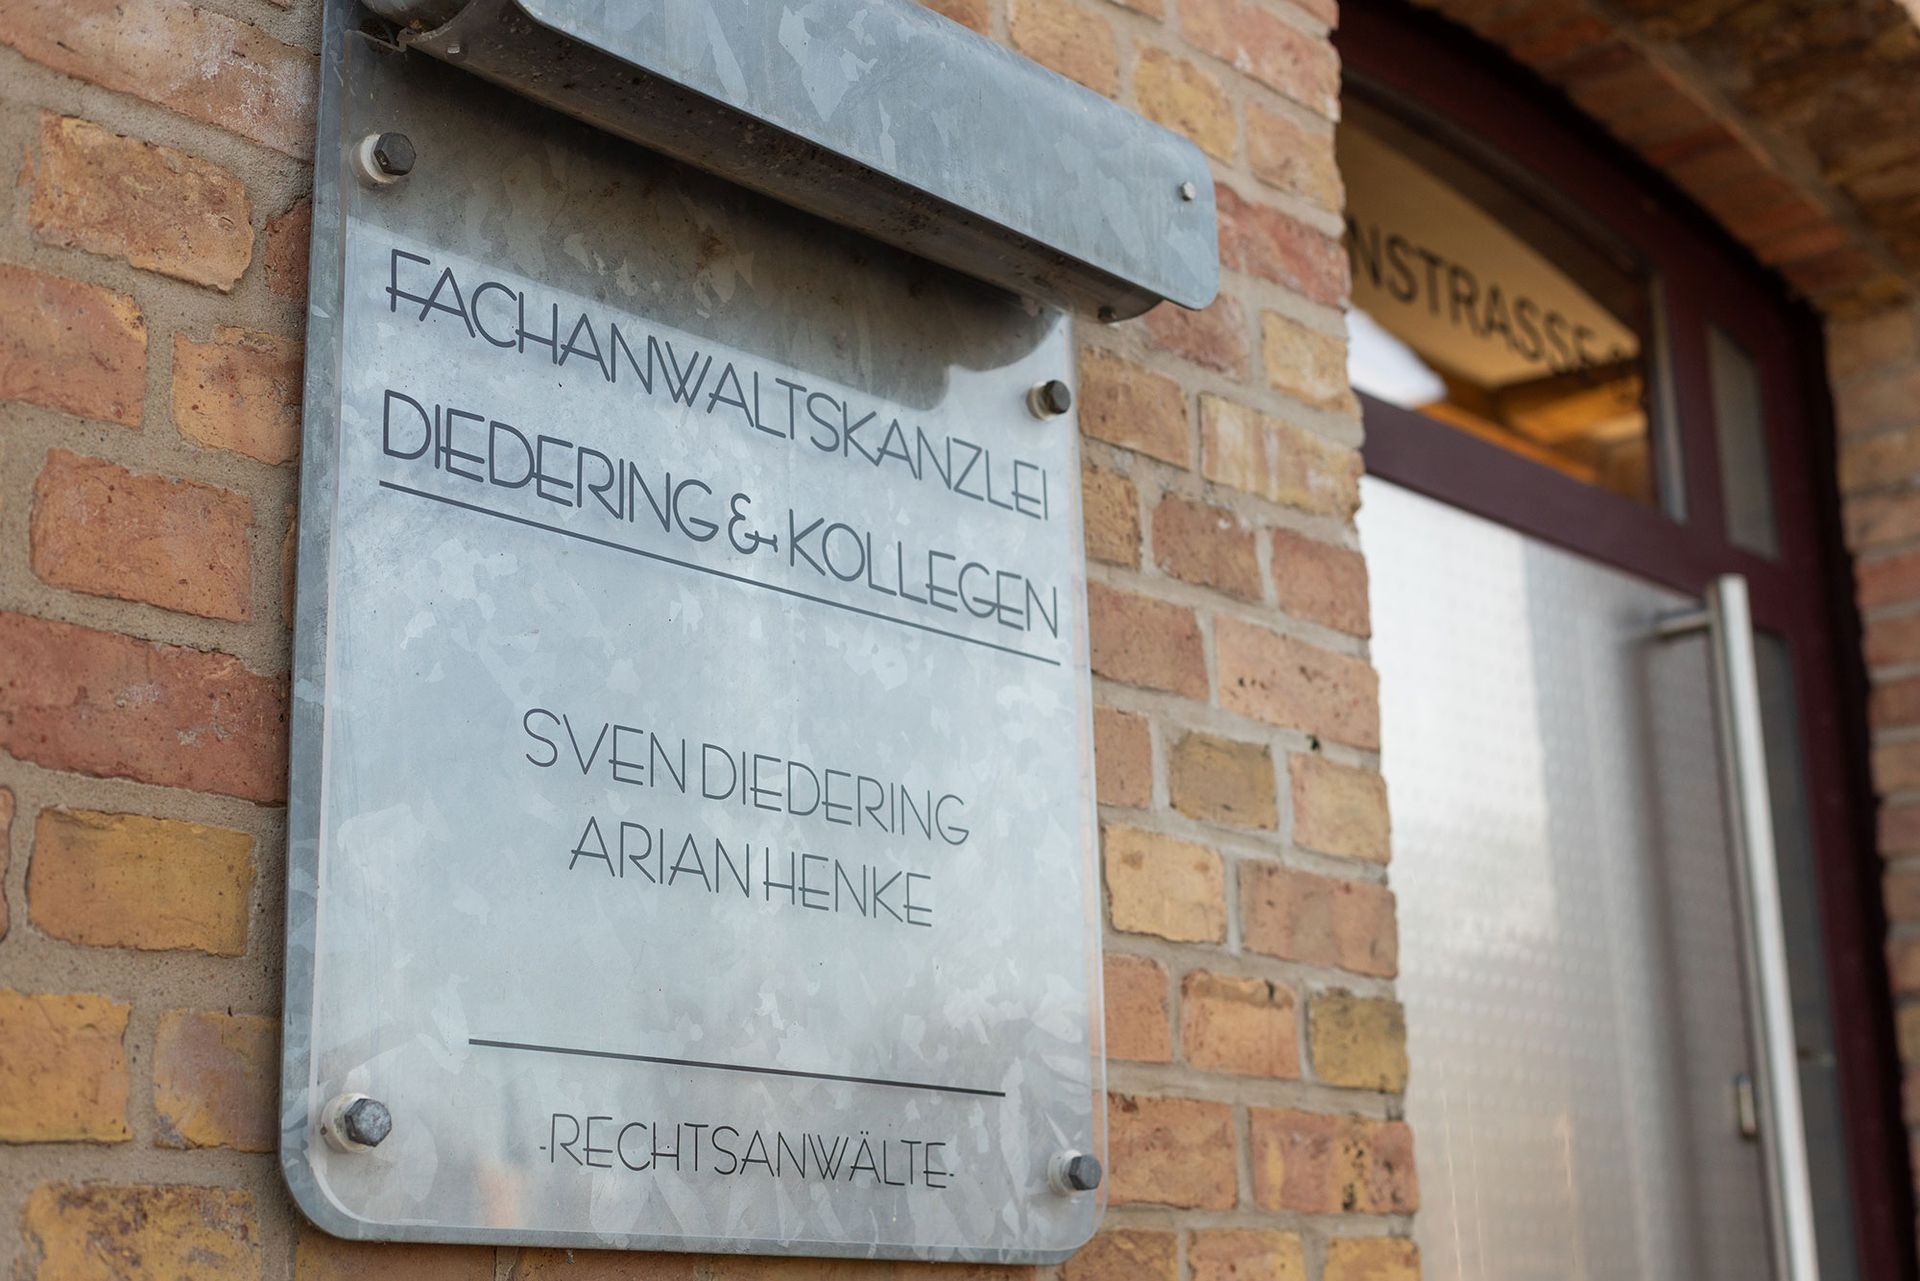 FACHANWALTSKANZLEI
DIEDERING & KOLLEGEN
SVEN DIEDERING
ARIAN HENKE
-RECHTSANWÄLTE-
NSTRASSE